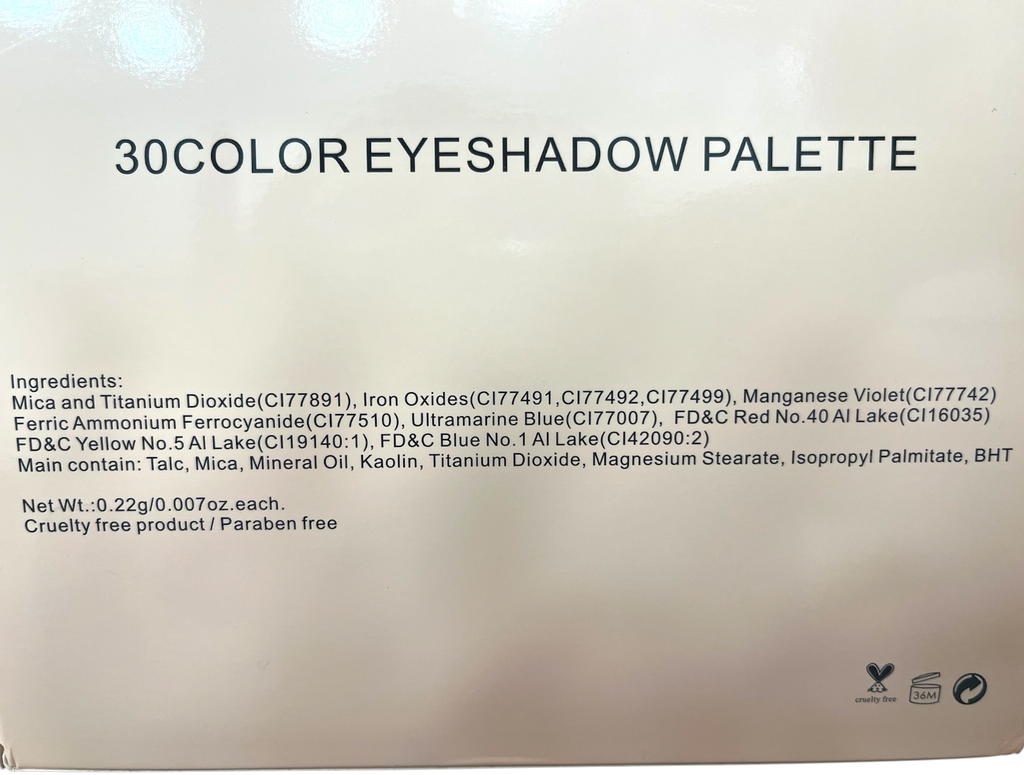 30COLOR EYESHADOW PALETTE
Ingredients:
Mica and Titanium Dioxide(CI77891), Iron Oxides(CI77491,CI77492,CI77499), Manganese Violet(CI77742)
Ferric Ammonium Ferrocyanide(CI77510), Ultramarine Blue(CI77007), FD&C Red No.40 Al Lake(CI16035)
FD&C Yellow No.5 Al Lake(CI19140:1), FD&C Blue No.1 Al Lake(CI42090:2)
Main contain: Talc, Mica, Mineral Oil, Kaolin, Titanium Dioxide, Magnesium Stearate, Isopropyl Palmitate, BHT
Net Wt.:0.22g/0.007oz.each.
Cruelty free product / Paraben free
cruelty free
36M